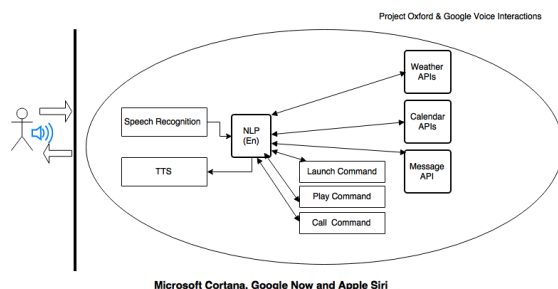 Project Oxford & Google Voice Interactions
Weather
APIs
Speech Recognition
NLP
(En)
Calendar
APIs
TTS
Launch Command
Message
API
Play Command
Call Command
Microsoft Cortana, Google Now and Apple Siri